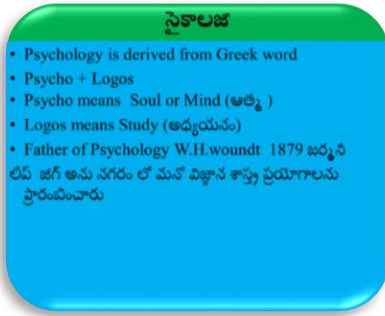 సైకాలజి
• Psychology is derived from Greek word
• Psycho + Logos
• Psycho means Soul or Mind (ఆత్మ )
• Logos means Study (అధ్యయనం)
• Father of Psychology W.H.woundt 1879 జర్మని
లిప్ జిగ్ అను నగరం లో మనో విజ్ఞాన శాస్త్ర ప్రయోగాలను
ప్రారంబించారు